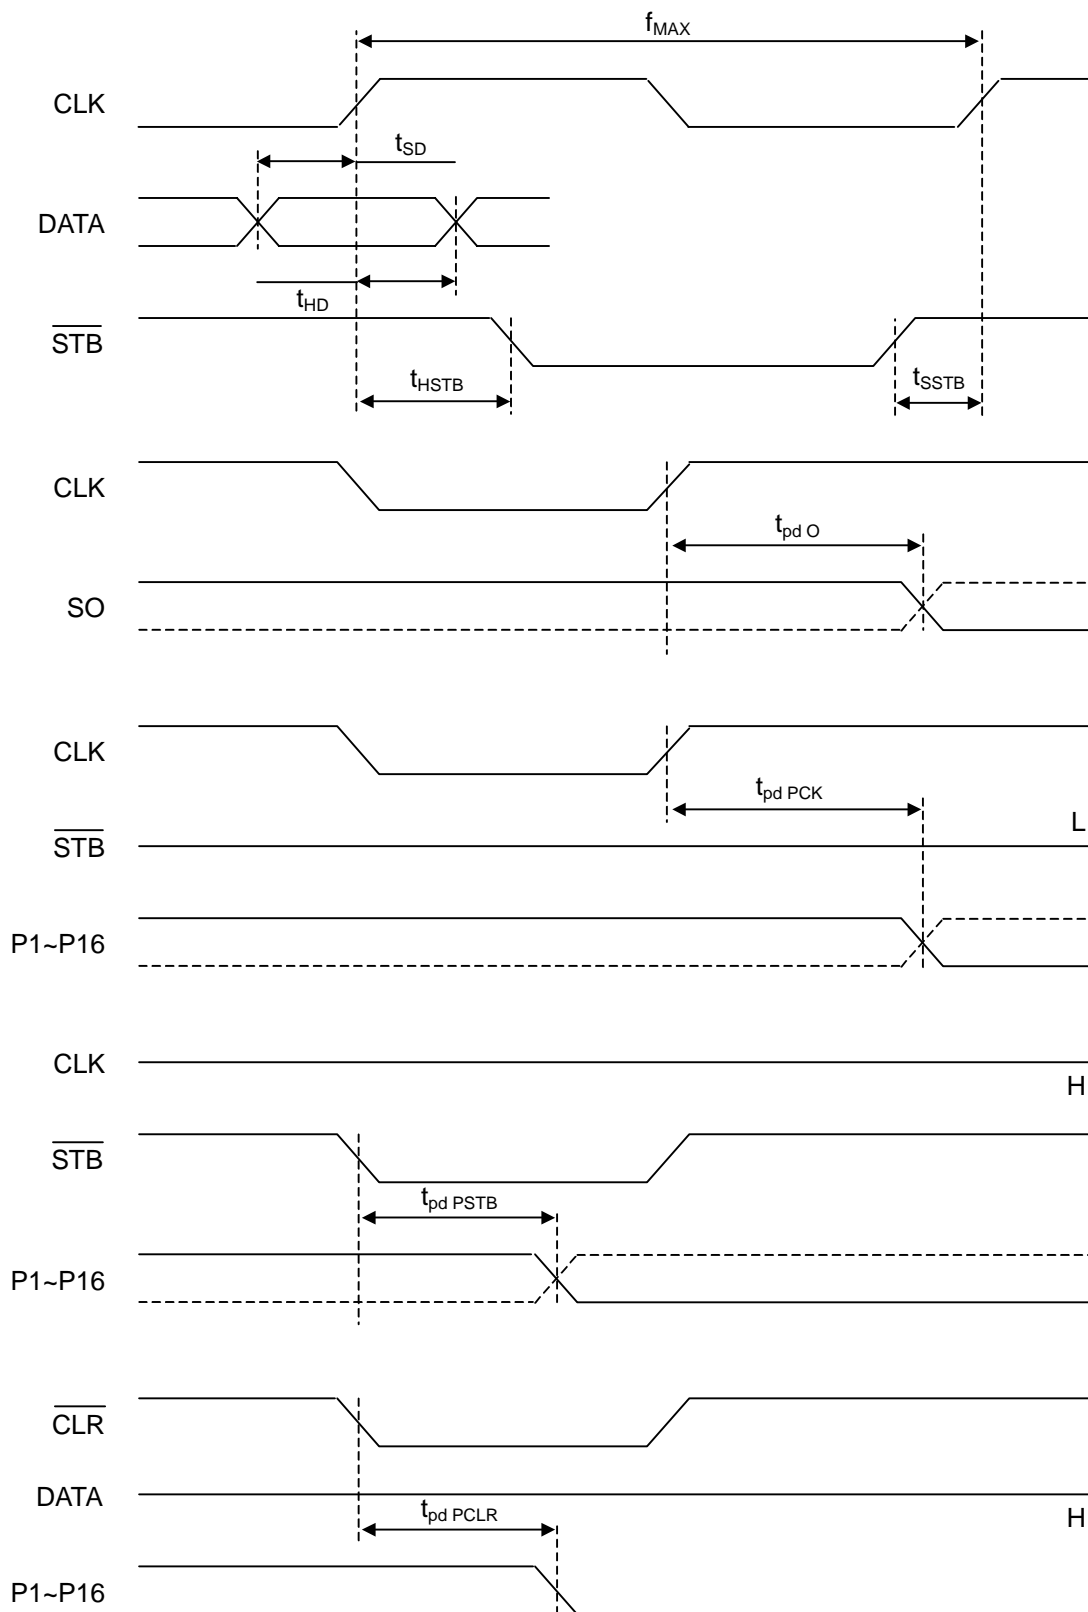 fMAX
CLK
tSD
DATA
tHD
STB
tHSTB
tSSTB
CLK
tpd O
SO
CLK
tpd PCK
L
STB
P1~P16
CLK
H
STB
tpd PSTB
P1~P16
CLR
DATA
H
tpd PCLR
P1~P16